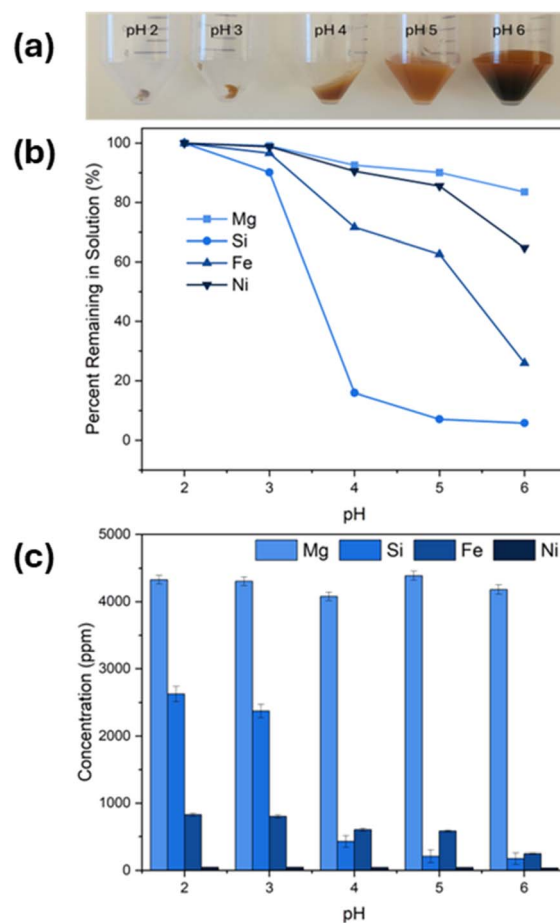 (a)
pH 2 pH 3 pH 4 pH 5 pH 6
(b)
100
80
60
40
20
0
Percent Remaining in Solution (%)
Mg
Si
Fe
Ni
2 3 4 5 6
pH
(c)
Mg Si Fe Ni
5000
4000
3000
2000
1000
0
Concentration (ppm)
2 3 4 5 6
pH